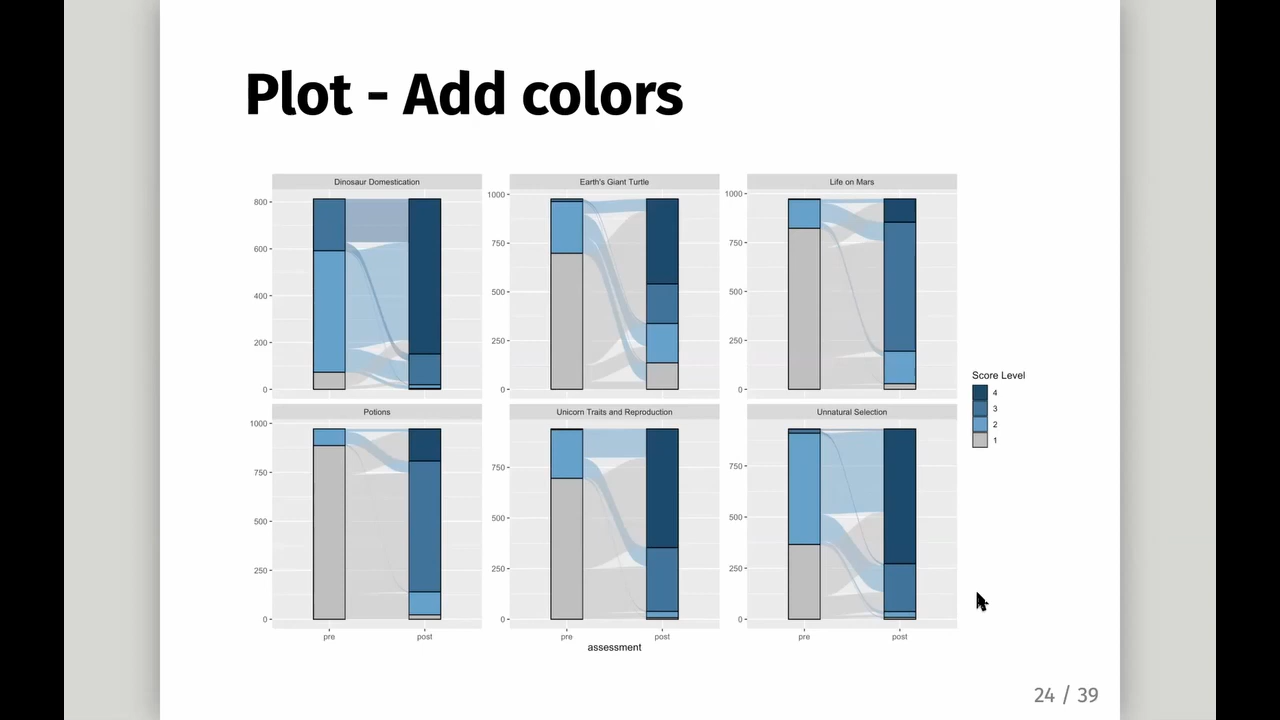 Plot - Add colors
Dinosaur Domestication
Earth's Giant Turtle
Life on Mars
800
600
400
200
0
1000
750
500
250
0
1000
750
500
250
0
Score Level
4
3
2
1
Potions
Unicorn Traits and Reproduction
Unnatural Selection
1000
750
500
250
0
750
500
250
0
750
500
250
0
pre post
pre post
pre post
assessment
24 / 39